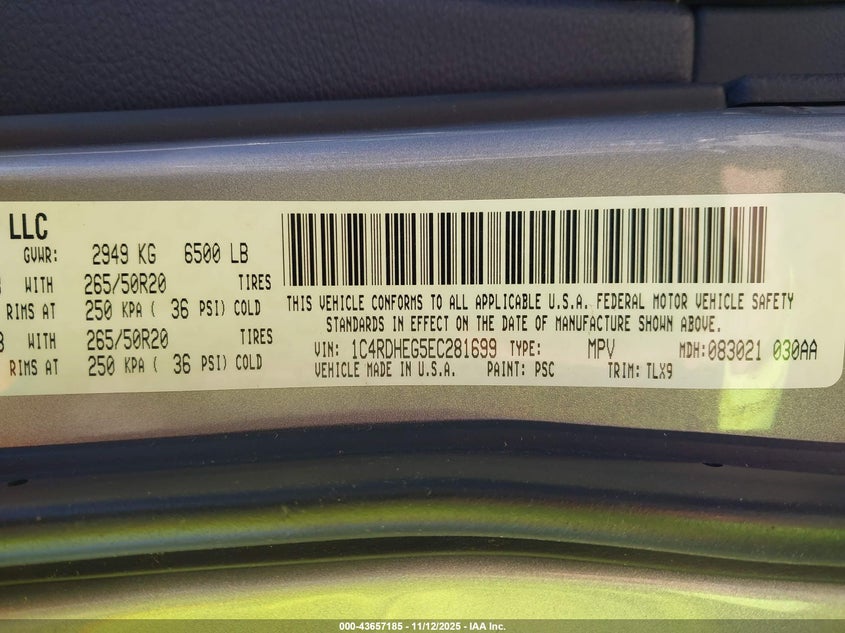 LLC
GVWR: 2949 KG 6500 LB
WITH 265/50R20 TIRES
RIMS AT 250 KPA ( 36 PSI) COLD
WITH 265/50R20 TIRES
RIMS AT 250 KPA ( 36 PSI) COLD
THIS VEHICLE CONFORMS TO ALL APPLICABLE U.S.A. FEDERAL MOTOR VEHICLE SAFETY
STANDARDS IN EFFECT ON THE DATE OF MANUFACTURE SHOWN ABOVE.
VIN: 1C4RDHEG5EC281699 TYPE: MPV MDH:083021 030AA
VEHICLE MADE IN U.S.A. PAINT: PSC TRIM: TLX9
000-43657185 — 11/12/2025 — IAA Inc.